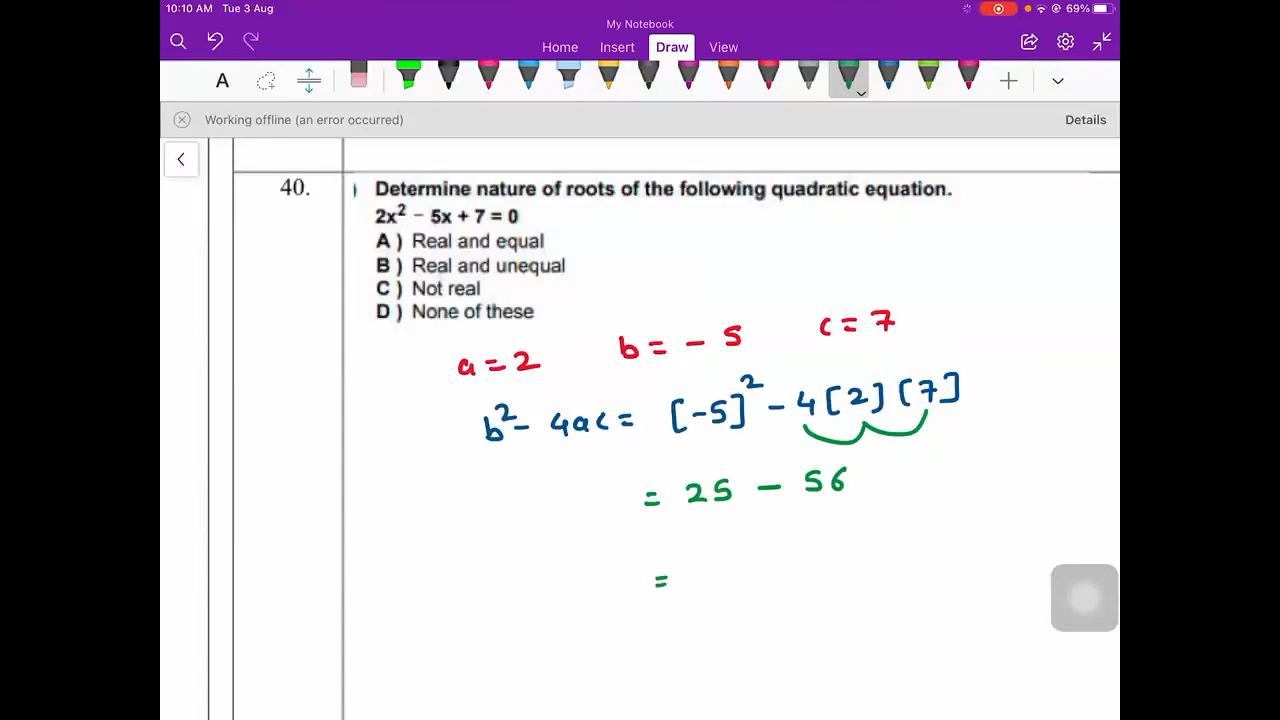 10:10 AM Tue 3 Aug
69%
My Notebook
Home Insert Draw View
A
Working offline (an error occurred)
Details
40.
) Determine nature of roots of the following quadratic equation.
2x² − 5x + 7 = 0
A ) Real and equal
B ) Real and unequal
C ) Not real
D ) None of these
a = 2 b = - 5 c = 7
b² - 4ac = [-5]² - 4[2][7]
= 25 - 56
=